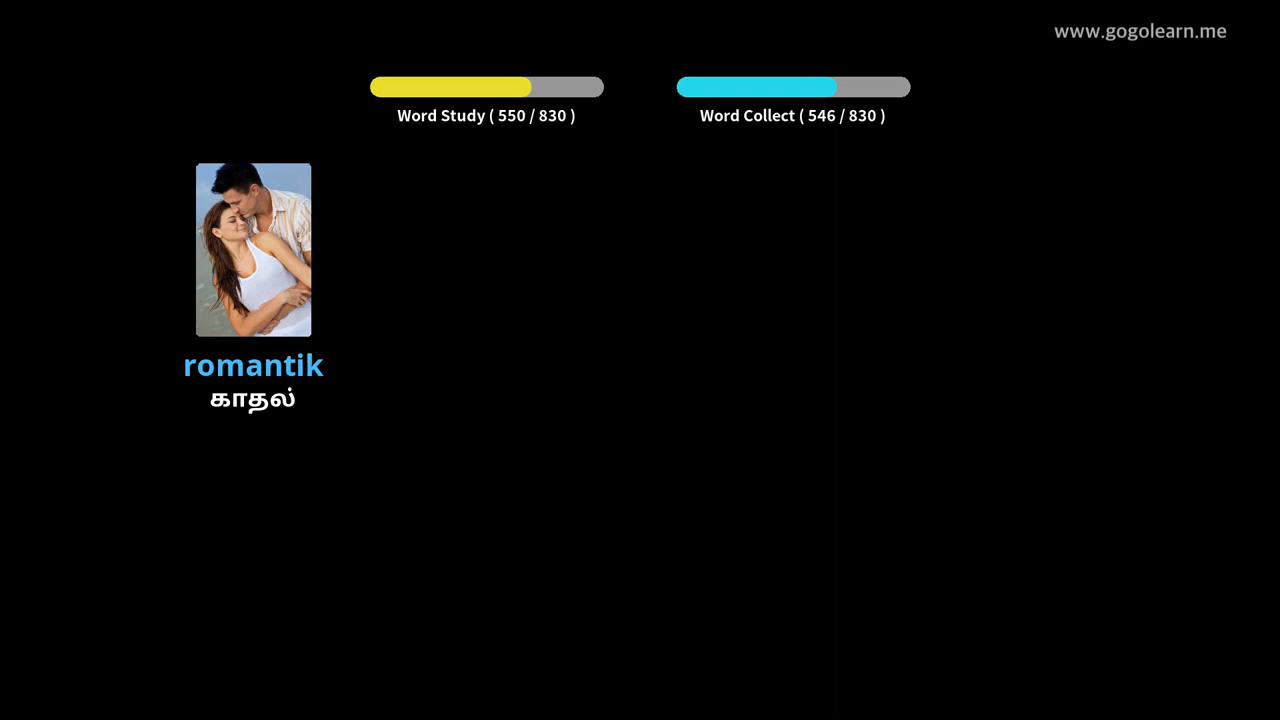 www.gogolearn.me
Word Study ( 550 / 830 )
Word Collect ( 546 / 830 )
romantik
காதல்